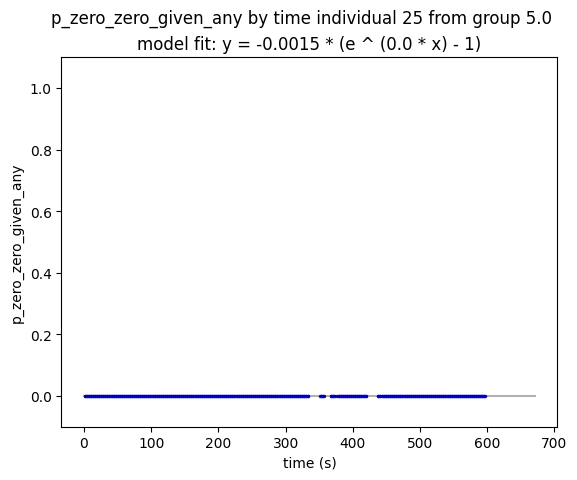 p_zero_zero_given_any by time individual 25 from group 5.0
model fit: y = -0.0015 * (e ^ (0.0 * x) - 1)
1.0
0.8
0.6
0.4
0.2
0.0
p_zero_zero_given_any
0 100 200 300 400 500 600 700
time (s)